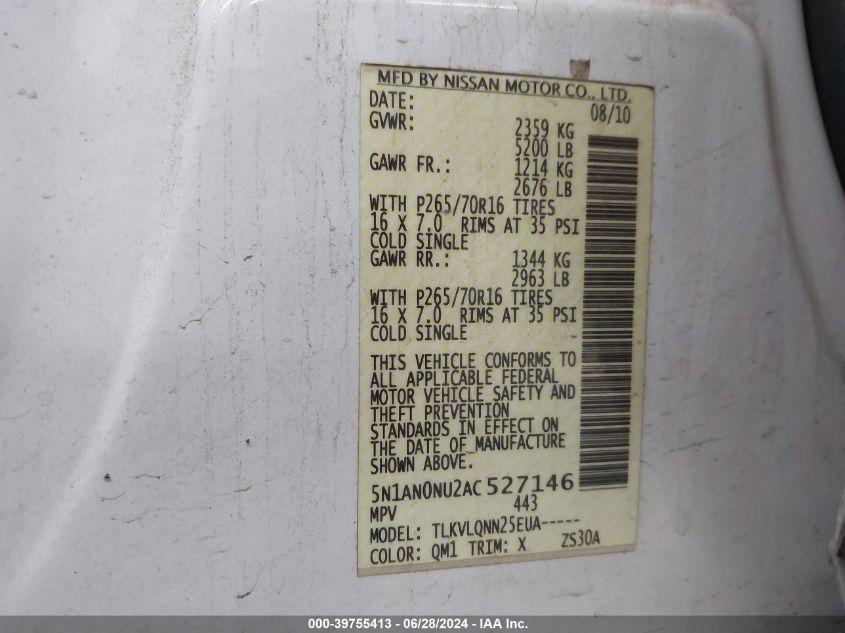 MFD BY NISSAN MOTOR CO., LTD.
DATE: 08/10
GVWR: 2359 KG
5200 LB
GAWR FR.: 1214 KG
2676 LB
WITH P265/70R16 TIRES
16 X 7.0 RIMS AT 35 PSI
COLD SINGLE
GAWR RR.: 1344 KG
2963 LB
WITH P265/70R16 TIRES
16 X 7.0 RIMS AT 35 PSI
COLD SINGLE
THIS VEHICLE CONFORMS TO
ALL APPLICABLE FEDERAL
MOTOR VEHICLE SAFETY AND
THEFT PREVENTION
STANDARDS IN EFFECT ON
THE DATE OF MANUFACTURE
SHOWN ABOVE.
5N1AN0NU2AC 527146
MPV 443
MODEL: TLKVLQNN25EUA-----
COLOR: QM1 TRIM: X ZS30A
000-39755413 / 06/28/2024 - IAA Inc.